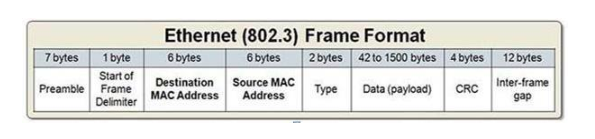 Ethernet (802.3) Frame Format
7 bytes 1 byte 6 bytes 6 bytes 2 bytes 42 to 1500 bytes 4 bytes 12 bytes
Preamble Start of Frame Delimiter Destination MAC Address Source MAC Address Type Data (payload) CRC Inter-frame gap